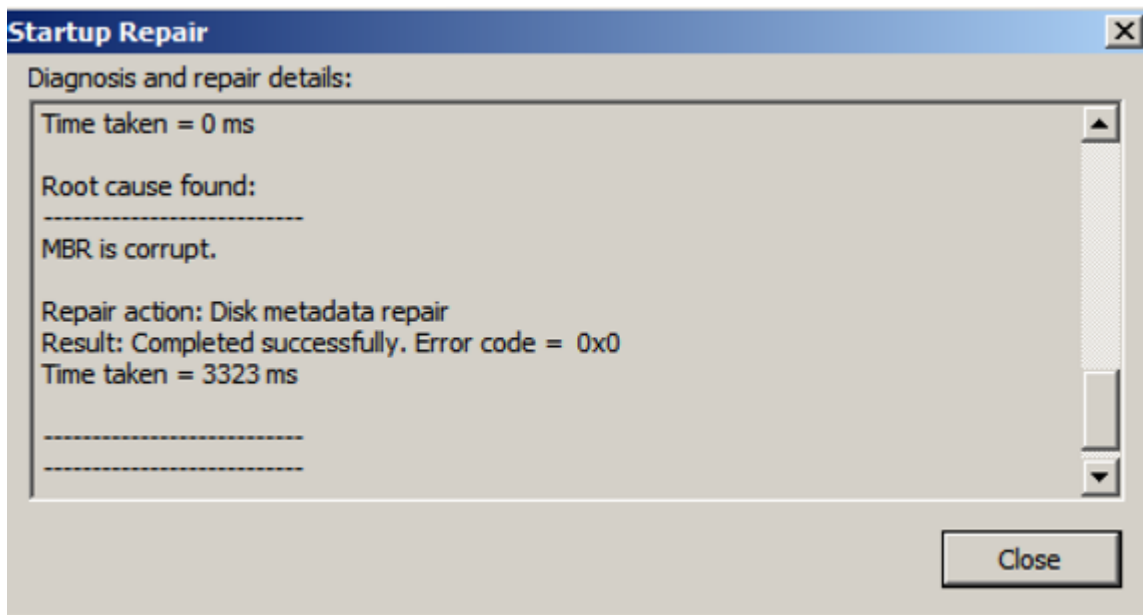 Startup Repair
Diagnosis and repair details:
Time taken = 0 ms
Root cause found:
---------------------------
MBR is corrupt.
Repair action: Disk metadata repair
Result: Completed successfully. Error code =  0x0
Time taken = 3323 ms
---------------------------
---------------------------
Close